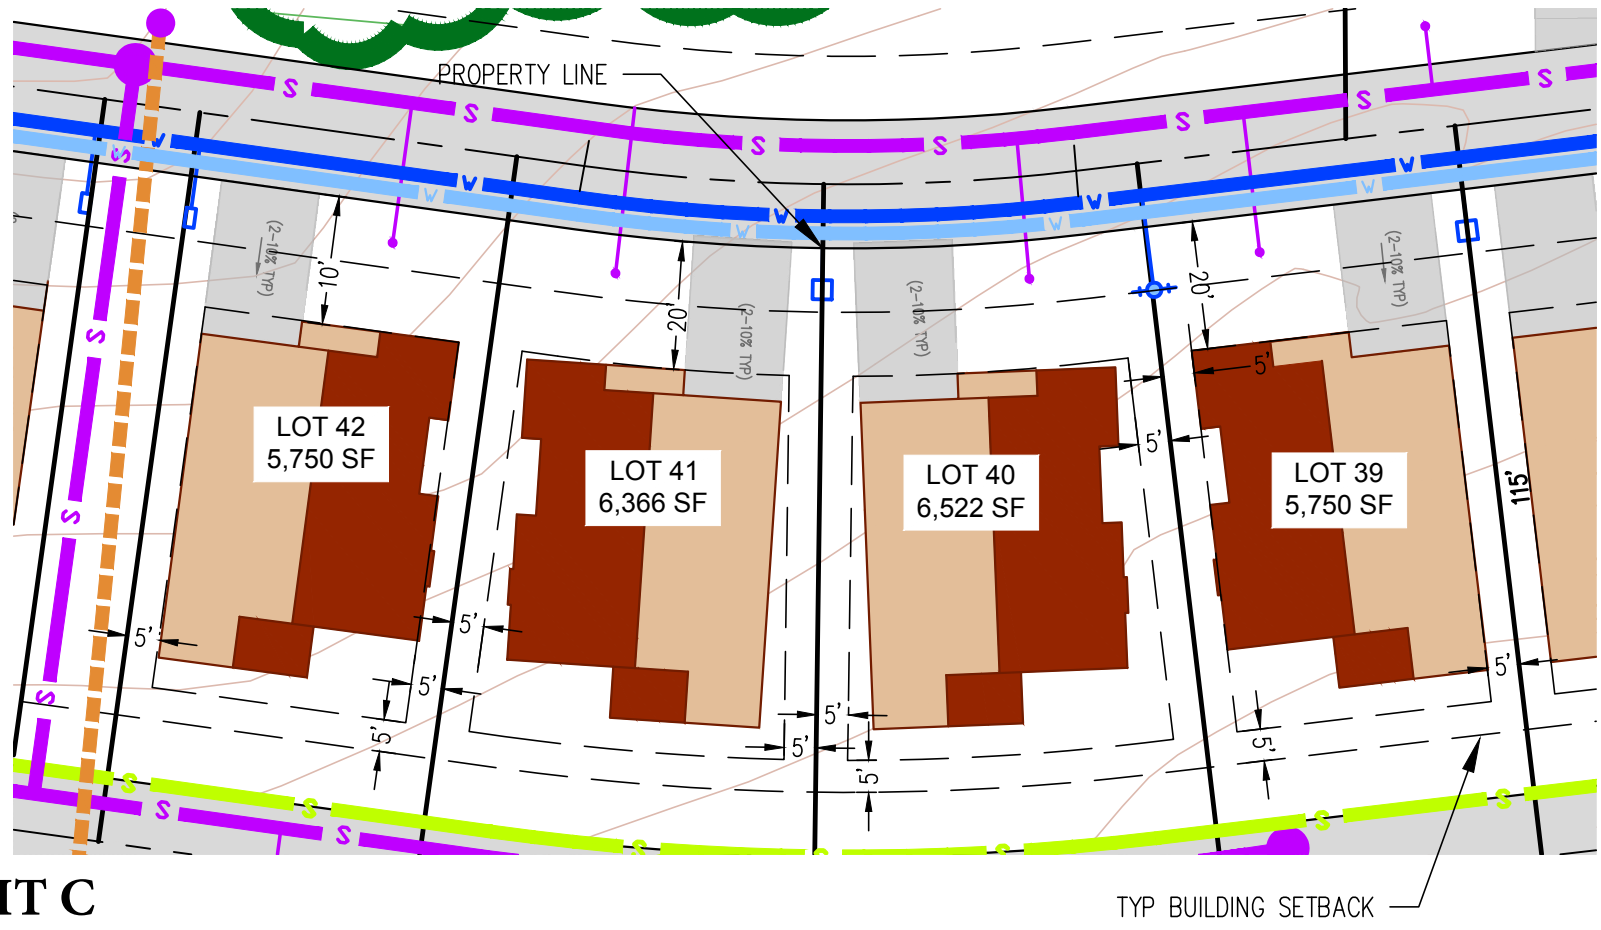 S
S
PROPERTY LINE
S
S
S
S
S
S
W
W
W
W
W
W
W
W
W
(2-10% TYP)
10'
20'
(2-10% TYP)
(2-10% TYP)
20'
(2-10% TYP)
5'
S
LOT 42
5,750 SF
LOT 41
6,366 SF
LOT 40
6,522 SF
LOT 39
5,750 SF
5'
115'
S
5'
5'
5'
5'
5'
5'
5'
5'
5'
5'
S
S
S
S
S
S
S
S
S
S
IT C
TYP BUILDING SETBACK